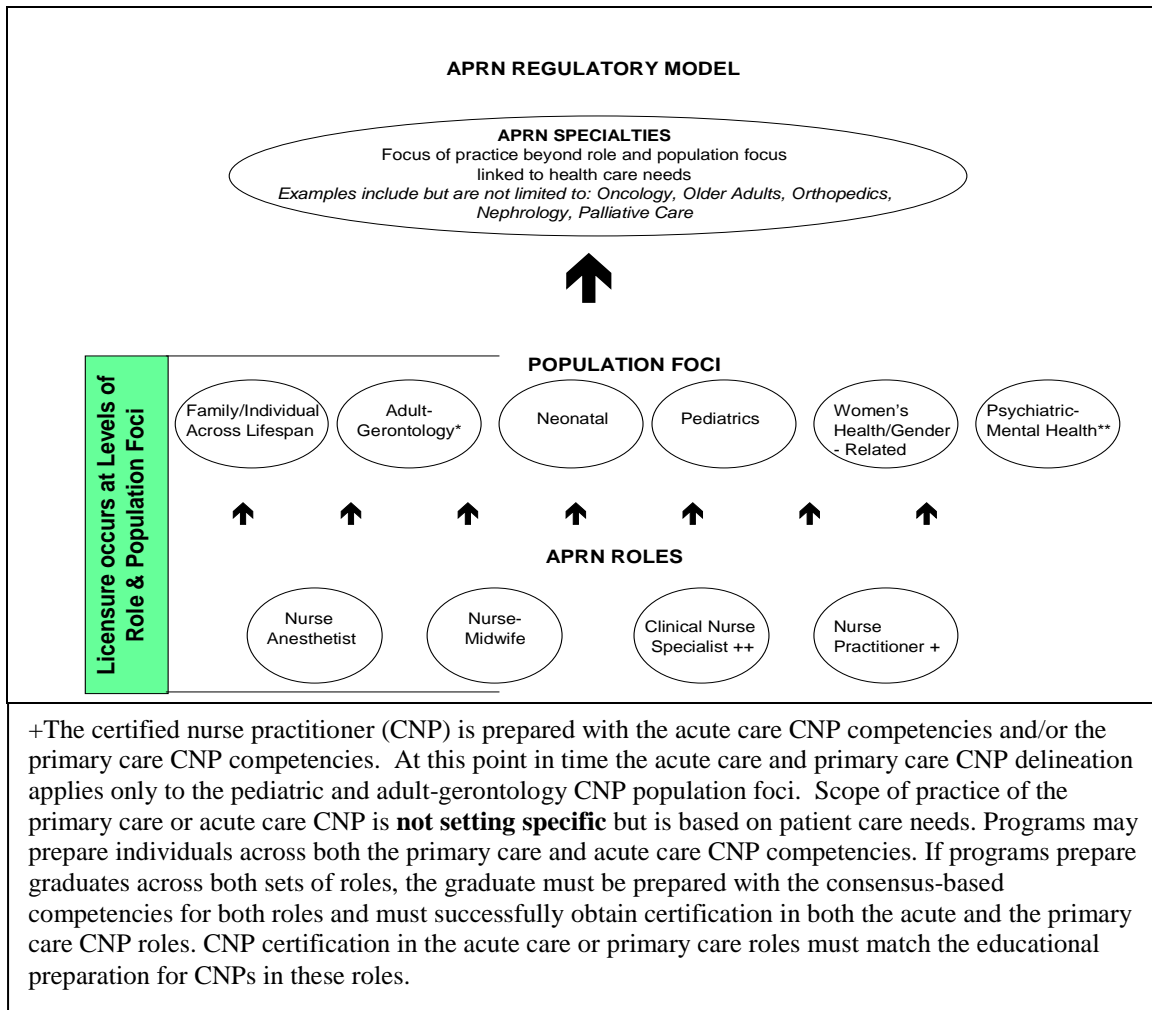 APRN REGULATORY MODEL
APRN SPECIALTIES
Focus of practice beyond role and population focus
linked to health care needs
Examples include but are not limited to: Oncology, Older Adults, Orthopedics,
Nephrology, Palliative Care
Licensure occurs at Levels of
Role & Population Foci
POPULATION FOCI
Family/Individual
Across Lifespan
Adult-
Gerontology*
Neonatal
Pediatrics
Women's
Health/Gender
- Related
Psychiatric-
Mental Health**
APRN ROLES
Nurse
Anesthetist
Nurse-
Midwife
Clinical Nurse
Specialist ++
Nurse
Practitioner +
+The certified nurse practitioner (CNP) is prepared with the acute care CNP competencies and/or the
primary care CNP competencies.  At this point in time the acute care and primary care CNP delineation
applies only to the pediatric and adult-gerontology CNP population foci.  Scope of practice of the
primary care or acute care CNP is not setting specific but is based on patient care needs. Programs may
prepare individuals across both the primary care and acute care CNP competencies. If programs prepare
graduates across both sets of roles, the graduate must be prepared with the consensus-based
competencies for both roles and must successfully obtain certification in both the acute and the primary
care CNP roles. CNP certification in the acute care or primary care roles must match the educational
preparation for CNPs in these roles.